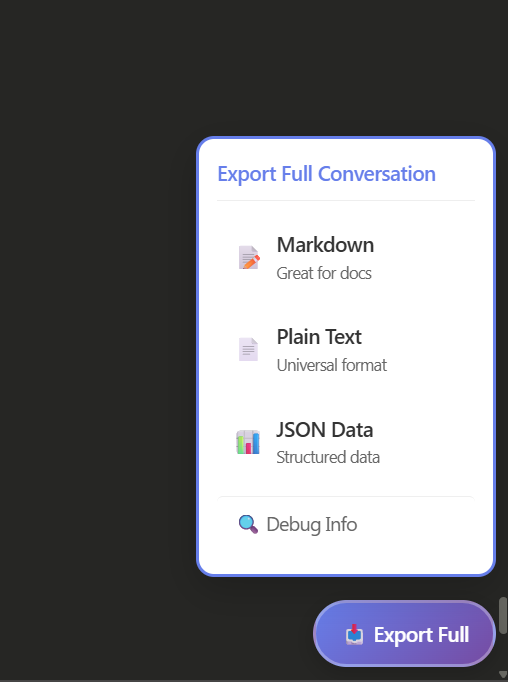 Export Full Conversation
Markdown
Great for docs
Plain Text
Universal format
JSON Data
Structured data
Debug Info
Export Full